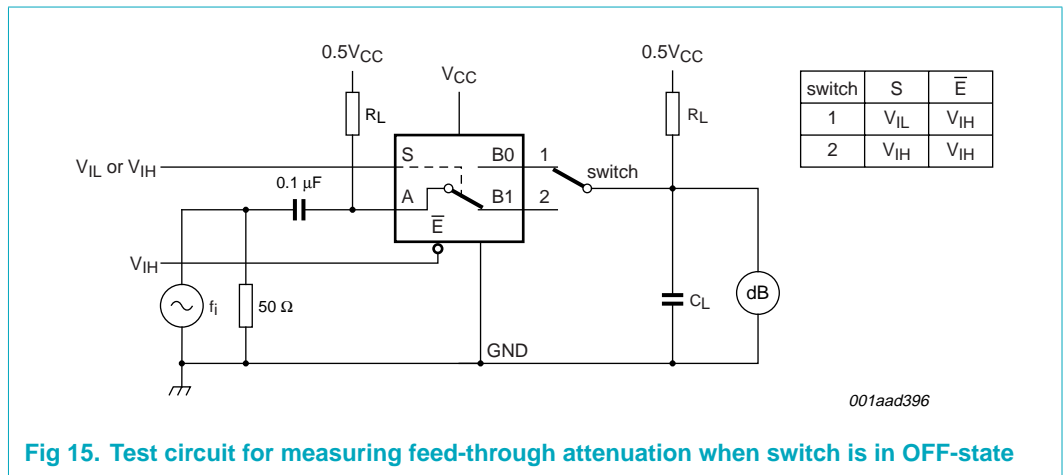 0.5VCC
VCC
0.5VCC
RL
RL
switch S E̅
1 VIL VIH
2 VIH VIH
VIL or VIH
S
B0
1
switch
0.1 μF
A
B1
2
E̅
VIH
fi
50 Ω
CL
dB
GND
001aad396
Fig 15. Test circuit for measuring feed-through attenuation when switch is in OFF-state